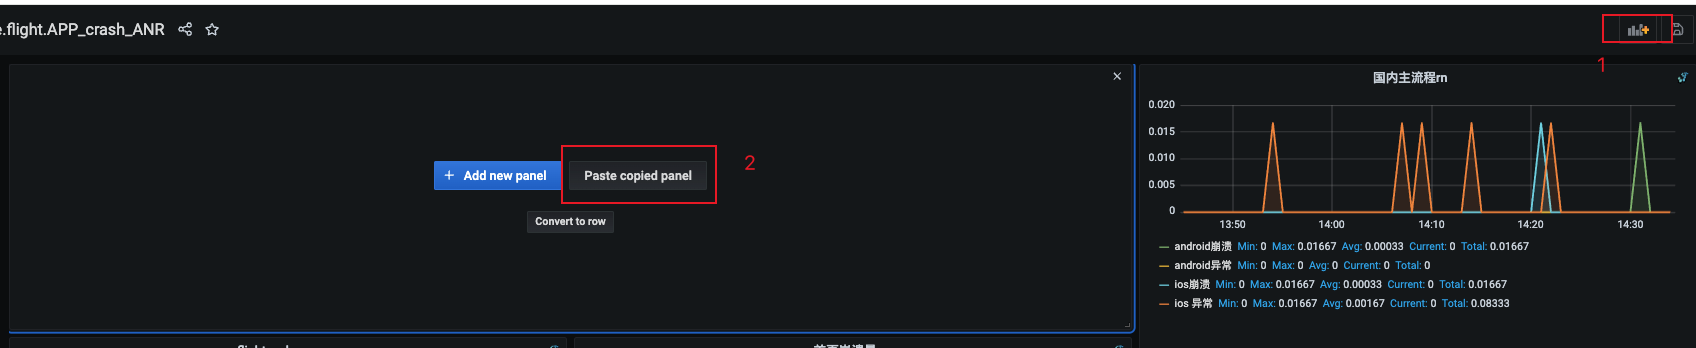 e.flight.APP_crash_ANR
1
+ Add new panel
Paste copied panel
2
Convert to row
国内主流程rn
0.020
0.015
0.010
0.005
0
13:50 14:00 14:10 14:20 14:30
android崩溃 Min: 0 Max: 0.01667 Avg: 0.00033 Current: 0 Total: 0.01667
android异常 Min: 0 Max: 0 Avg: 0 Current: 0 Total: 0
ios崩溃 Min: 0 Max: 0.01667 Avg: 0.00033 Current: 0 Total: 0.01667
ios 异常 Min: 0 Max: 0.01667 Avg: 0.00167 Current: 0 Total: 0.08333